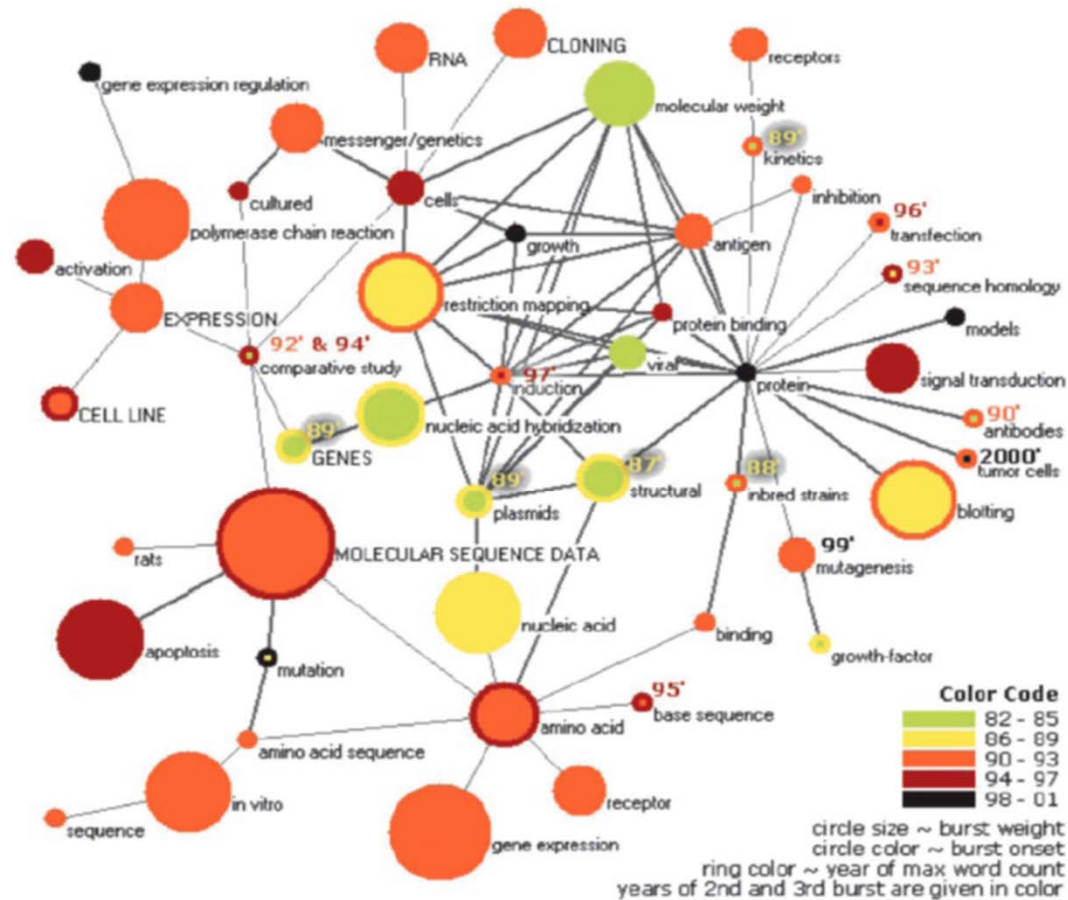 RNA
CLONING
receptors
gene expression regulation
molecular weight
messenger/genetics
89'
kinetics
cultured
cells
inhibition
polymerase chain reaction
growth
antigen
96'
transfection
activation
93'
sequence homology
restriction mapping
EXPRESSION
protein binding
models
92' & 94'
comparative study
viral
97'
induction
protein
signal transduction
CELL LINE
nucleic acid hybridization
90'
antibodies
89'
GENES
2000'
tumor cells
89'
plasmids
87'
structural
88'
inbred strains
blotting
rats
MOLECULAR SEQUENCE DATA
99'
mutagenesis
nucleic acid
apoptosis
mutation
binding
growth-factor
95'
base sequence
amino acid
amino acid sequence
in vitro
receptor
sequence
gene expression
Color Code
82 - 85
86 - 89
90 - 93
94 - 97
98 - 01
circle size ~ burst weight
circle color ~ burst onset
ring color ~ year of max word count
years of 2nd and 3rd burst are given in color